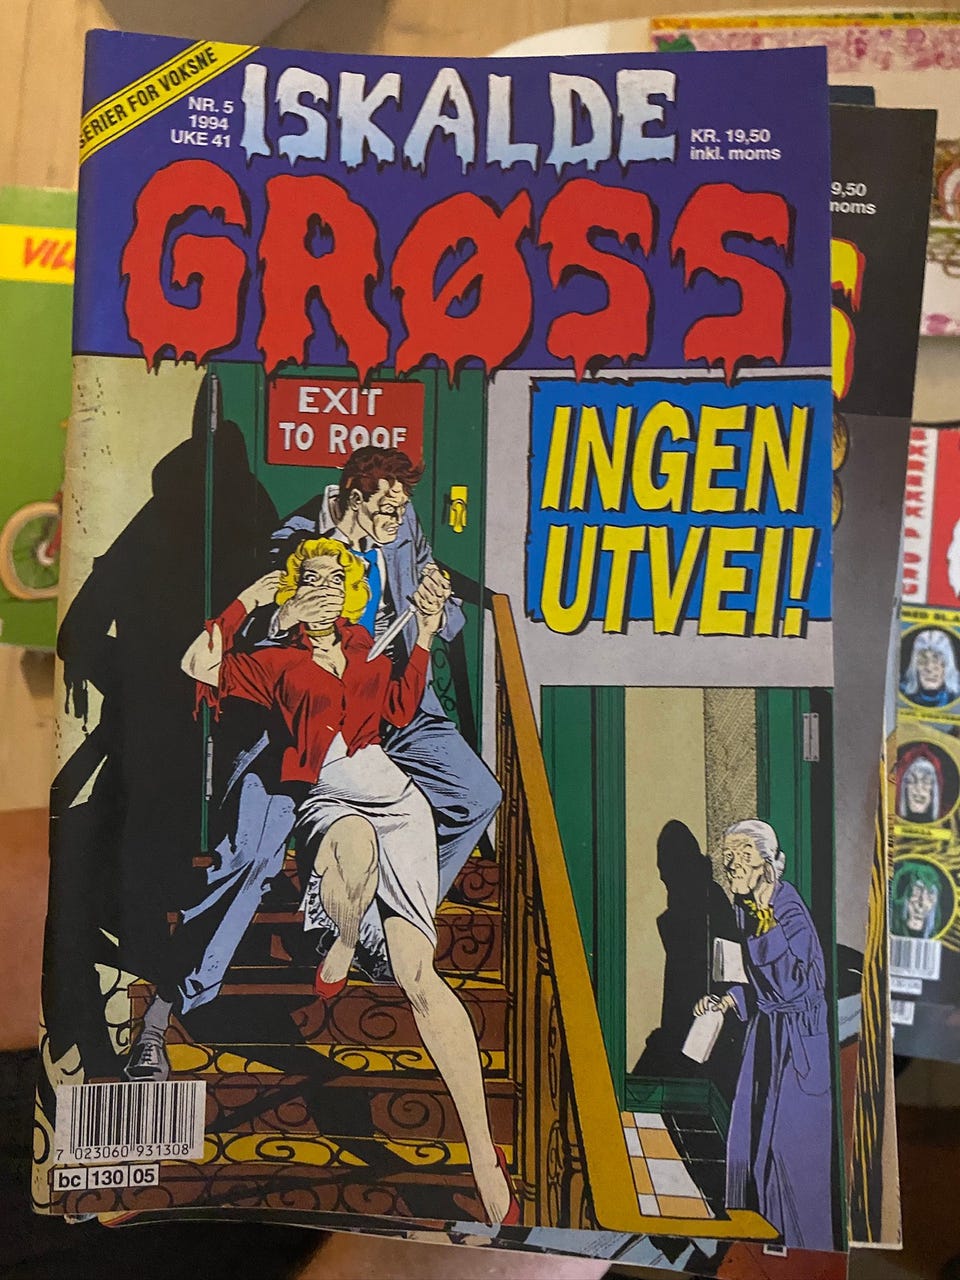 SERIER FOR VOKSNE
NR. 5
1994
UKE 41
ISKALDE
KR. 19,50
inkl. moms
GRØSS
EXIT
TO ROOF
INGEN
UTVEI!
7 023060 931308
bc 130 05
9,50
moms